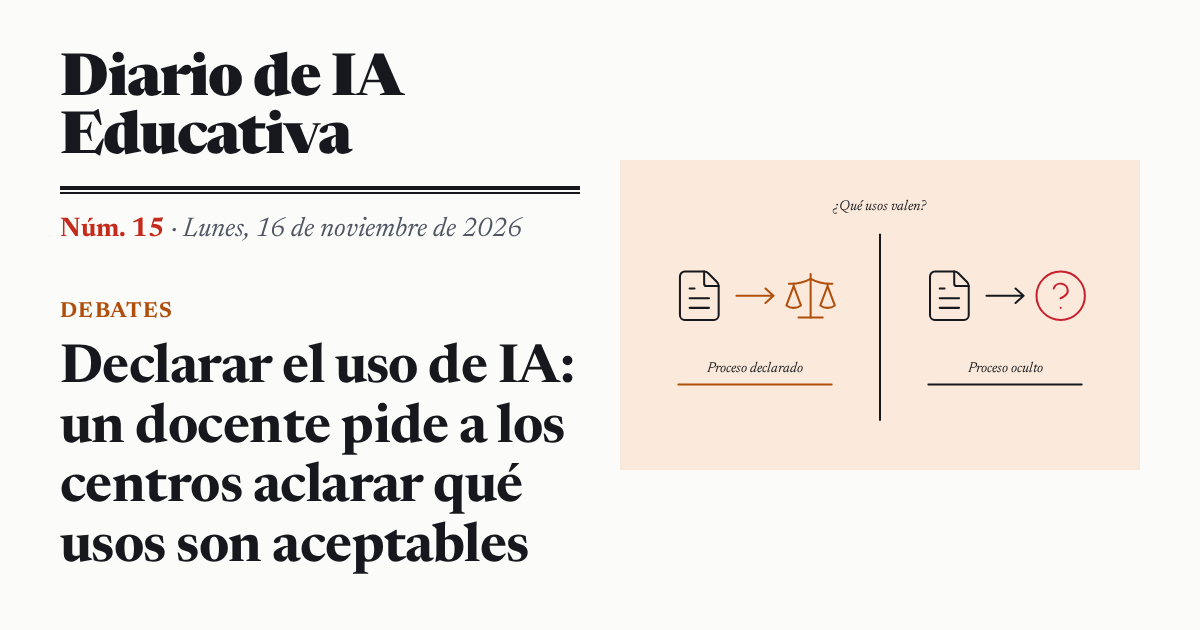 Diario de IA
Educativa
Núm. 15 · Lunes, 16 de noviembre de 2026
DEBATES
Declarar el uso de IA:
un docente pide a los
centros aclarar qué
usos son aceptables
¿Qué usos valen?
?
Proceso declarado
Proceso oculto